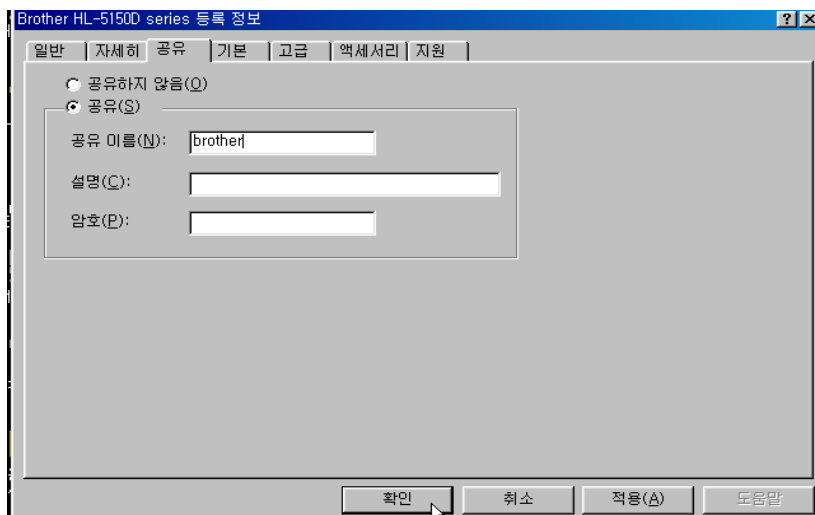 Brother HL-5150D series 등록 정보
일반 자세히 공유 기본 고급 액세서리 지원
공유하지 않음(O)
공유(S)
공유 이름(N): brother
설명(C):
암호(P):
확인 취소 적용(A) 도움말